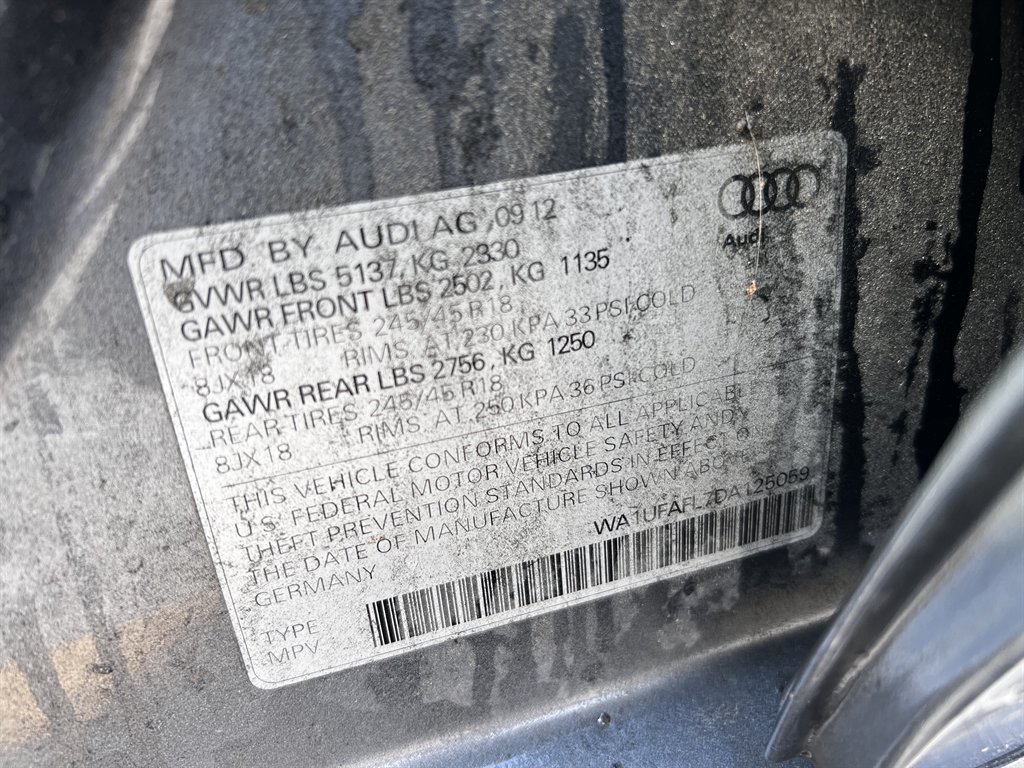 MFD BY AUDI AG, 09 12
Audi
GVWR LBS 5137, KG 2330
GAWR FRONT LBS 2502, KG 1135
FRONT-TIRES 245/45 R18
8JX18 RIMS, AT 230 KPA 33 PSI-COLD
GAWR REAR LBS 2756, KG 1250
REAR-TIRES 245/45 R18
8JX18 RIMS, AT 250 KPA 36 PSI-COLD
THIS VEHICLE CONFORMS TO ALL APPLICABLE
U.S. FEDERAL MOTOR VEHICLE SAFETY AND
THEFT PREVENTION STANDARDS IN EFFECT ON
THE DATE OF MANUFACTURE SHOWN ABOVE
GERMANY
WA1UFAFL7DA125059
TYPE
MPV